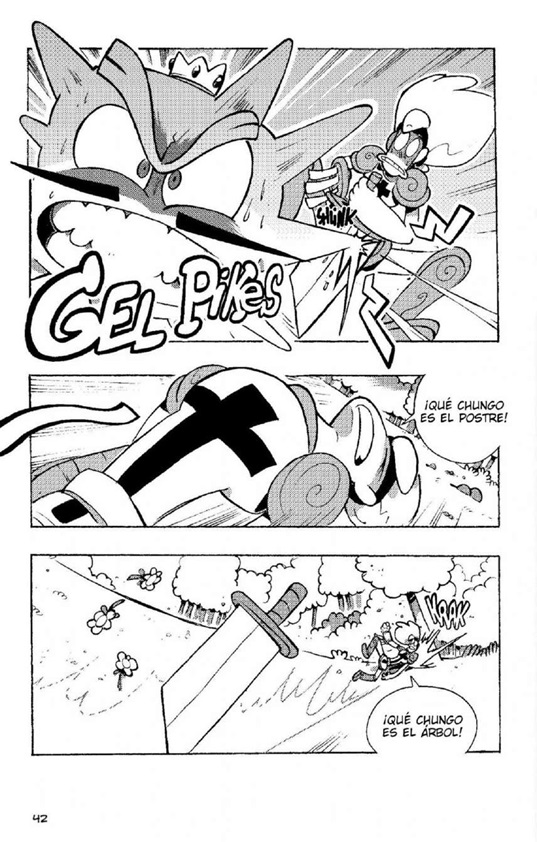 SHINK
GEL PiKeS
¡QUÉ CHUNGO
ES EL POSTRE!
KRAK
¡QUÉ CHUNGO
ES EL ÁRBOL!
42